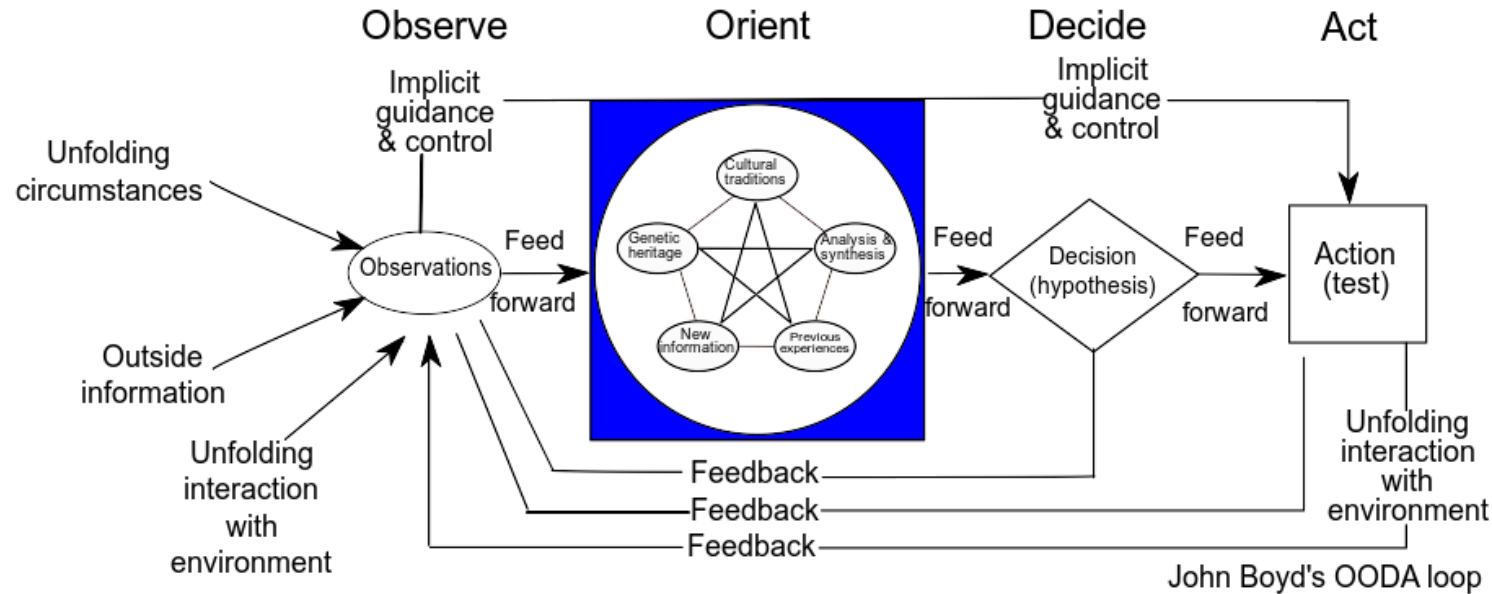 Observe
Orient
Decide
Act
Implicit
guidance
& control
Implicit
guidance
& control
Unfolding
circumstances
Observations
Feed
forward
Cultural
traditions
Genetic
heritage
Analysis &
synthesis
New
information
Previous
experiences
Feed
forward
Decision
(hypothesis)
Feed
forward
Action
(test)
Outside
information
Unfolding
interaction
with
environment
Unfolding
interaction
with
environment
Feedback
Feedback
Feedback
John Boyd's OODA loop